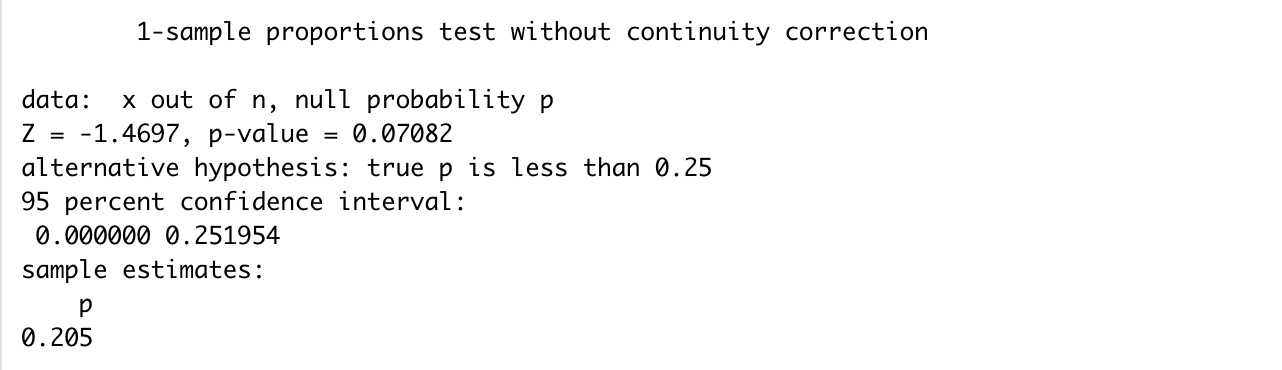 1-sample proportions test without continuity correction
data:  x out of n, null probability p
Z = -1.4697, p-value = 0.07082
alternative hypothesis: true p is less than 0.25
95 percent confidence interval:
 0.000000 0.251954
sample estimates:
    p
0.205